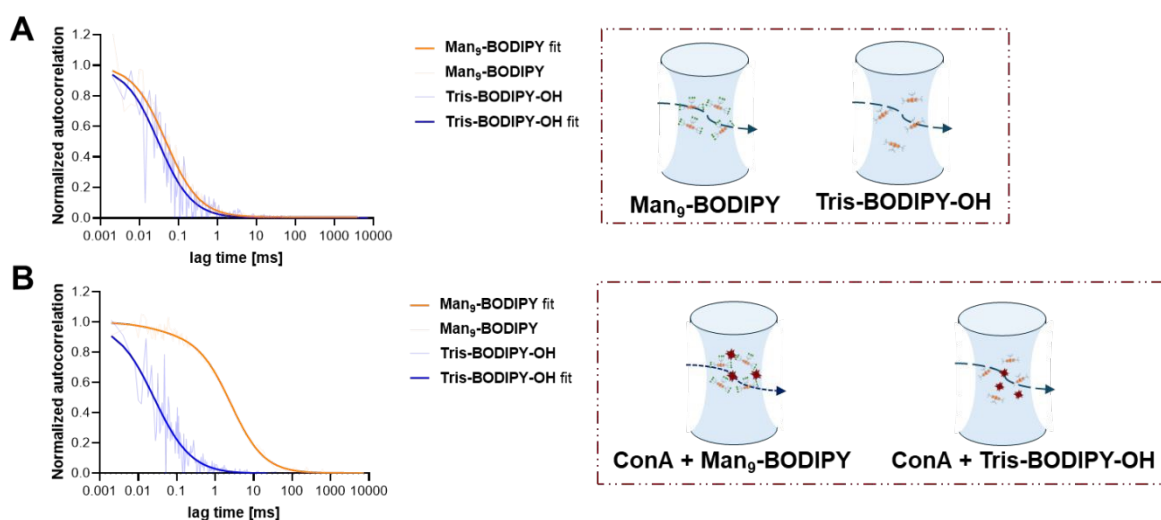 A
Normalized autocorrelation
1.2
1.0
0.8
0.6
0.4
0.2
0.0
0.001 0.01 0.1 1 10 100 1000 10000
lag time [ms]
Man₉-BODIPY fit
Man₉-BODIPY
Tris-BODIPY-OH
Tris-BODIPY-OH fit
Man₉-BODIPY
Tris-BODIPY-OH
B
Normalized autocorrelation
1.2
1.0
0.8
0.6
0.4
0.2
0.0
0.001 0.01 0.1 1 10 100 1000 10000
lag time [ms]
Man₉-BODIPY fit
Man₉-BODIPY
Tris-BODIPY-OH
Tris-BODIPY-OH fit
ConA + Man₉-BODIPY
ConA + Tris-BODIPY-OH